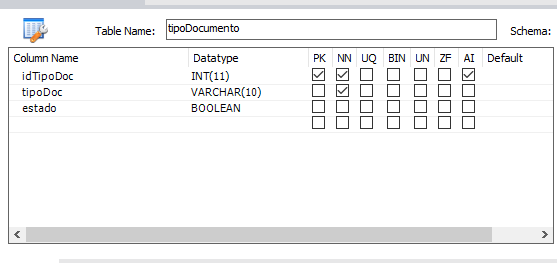 Table Name: tipoDocumento Schema:
Column Name Datatype PK NN UQ BIN UN ZF AI Default
idTipoDoc INT(11)
tipoDoc VARCHAR(10)
estado BOOLEAN